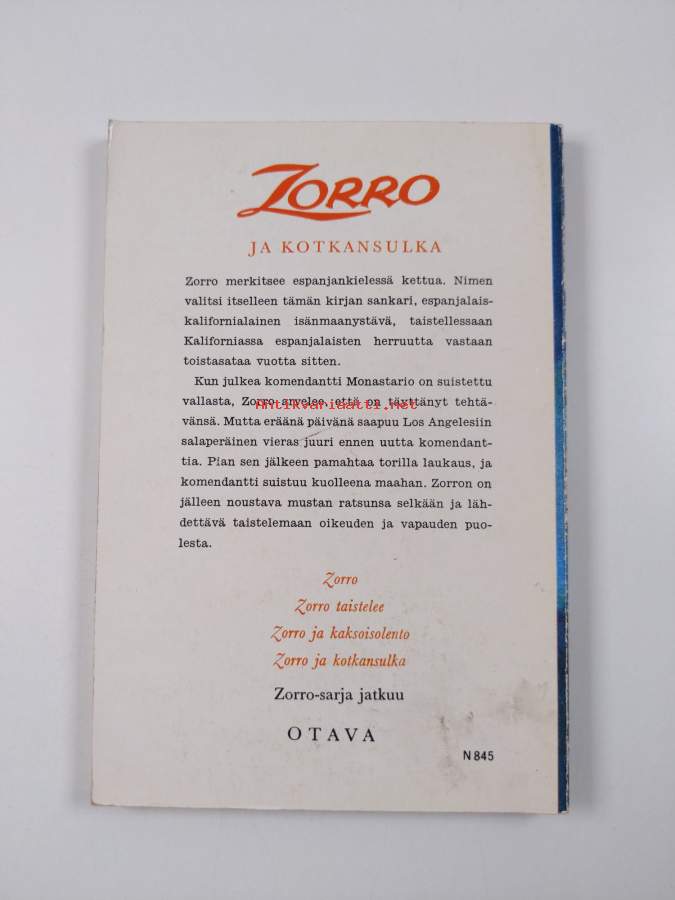 ZORRO
JA KOTKANSULKA
Zorro merkitsee espanjankielessä kettua. Nimen
valitsi itselleen tämän kirjan sankari, espanjalais-
kalifornialainen isänmaanystävä, taistellessaan
Kaliforniassa espanjalaisten herruutta vastaan
toistasataa vuotta sitten.
Kun julkea komendantti Monastario on suistettu
vallasta, Zorro arvelee, että on täyttänyt tehtä-
Antikvariaatti.net
vänsä. Mutta eräänä päivänä saapuu Los Angelesiin
salaperäinen vieras juuri ennen uutta komendant-
tia. Pian sen jälkeen pamahtaa torilla laukaus, ja
komendantti suistuu kuolleena maahan. Zorron on
jälleen noustava mustan ratsunsa selkään ja läh-
dettävä taistelemaan oikeuden ja vapauden puo-
lesta.
Zorro
Zorro taistelee
Zorro ja kaksoisolento
Zorro ja kotkansulka
Zorro-sarja jatkuu
OTAVA
N 845